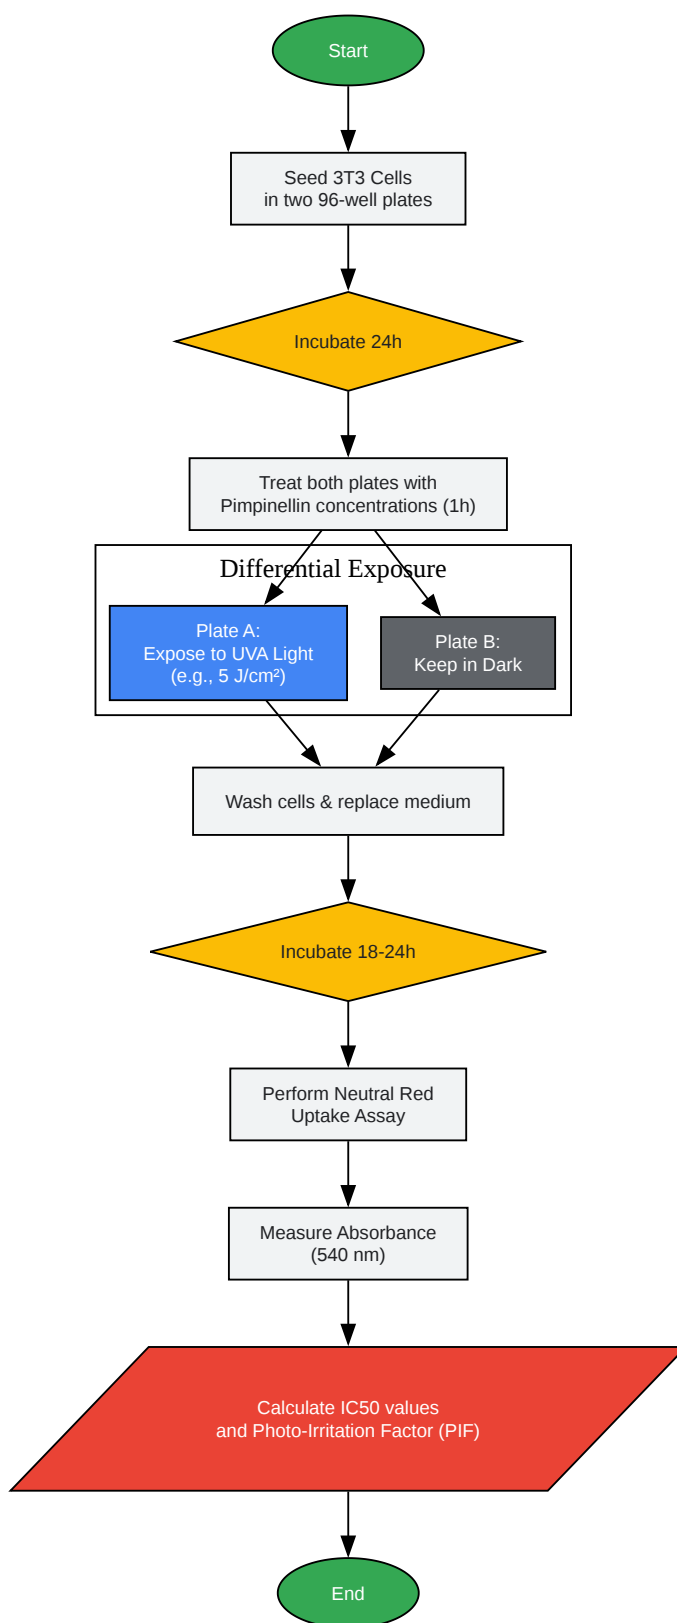 Start
Seed 3T3 Cells
in two 96-well plates
Incubate 24h
Treat both plates with
Pimpinellin concentrations (1h)
Differential Exposure
Plate A:
Expose to UVA Light
(e.g., 5 J/cm²)
Plate B:
Keep in Dark
Wash cells & replace medium
Incubate 18-24h
Perform Neutral Red
Uptake Assay
Measure Absorbance
(540 nm)
Calculate IC50 values
and Photo-Irritation Factor (PIF)
End